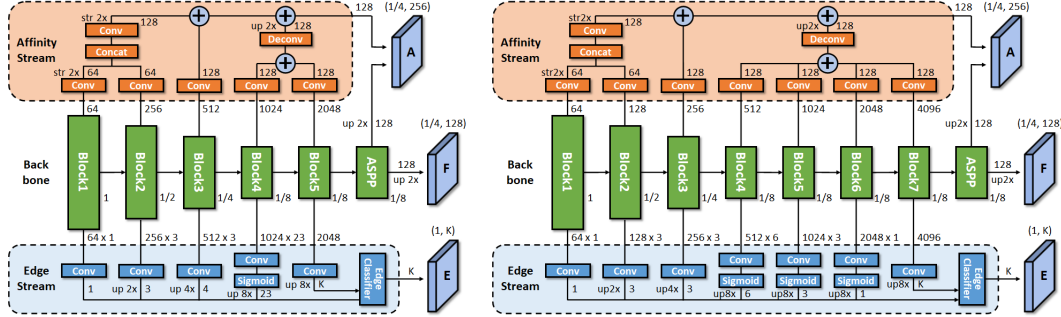 128 (1/4, 256)
str 2x 128 up 2x 128
Conv
Deconv
Affinity Stream
Concat
A
str 2x 64 64 128 128 128
Conv Conv Conv Conv Conv
64 256 512 1024 2048
up 2x 128
(1/4, 128)
Back bone
Block1 Block2 Block3 Block4 Block5 ASPP
128
up 2x
F
1 1/2 1/4 1/8 1/8 1/8
64 x 1 256 x 3 512 x 3 1024 x 23 2048
(1, K)
Edge Stream
Conv Conv Conv Conv Conv
Sigmoid
Edge Classifier
K
E
1 up 2x 3 up 4x 4 up 8x 23 up 8x K
128 (1/4, 256)
str2x 128 up2x 128
Conv
Deconv
Affinity Stream
Concat
A
str2x 64 64 128 128 128 128 128
Conv Conv Conv Conv Conv Conv Conv
64 128 256 512 1024 2048 4096
up2x 128
(1/4, 128)
Back bone
Block1 Block2 Block3 Block4 Block5 Block6 Block7 ASPP
128
up2x
F
1 1/2 1/4 1/8 1/8 1/8 1/8 1/8
64 x 1 128 x 3 256 x 3 512 x 6 1024 x 3 2048 x 1 4096
(1, K)
Edge Stream
Conv Conv Conv Conv Conv Conv Conv
Sigmoid Sigmoid Sigmoid
Edge Classifier
K
E
1 up2x 3 up4x 3 up8x 6 up8x 3 up8x 1 up8x K